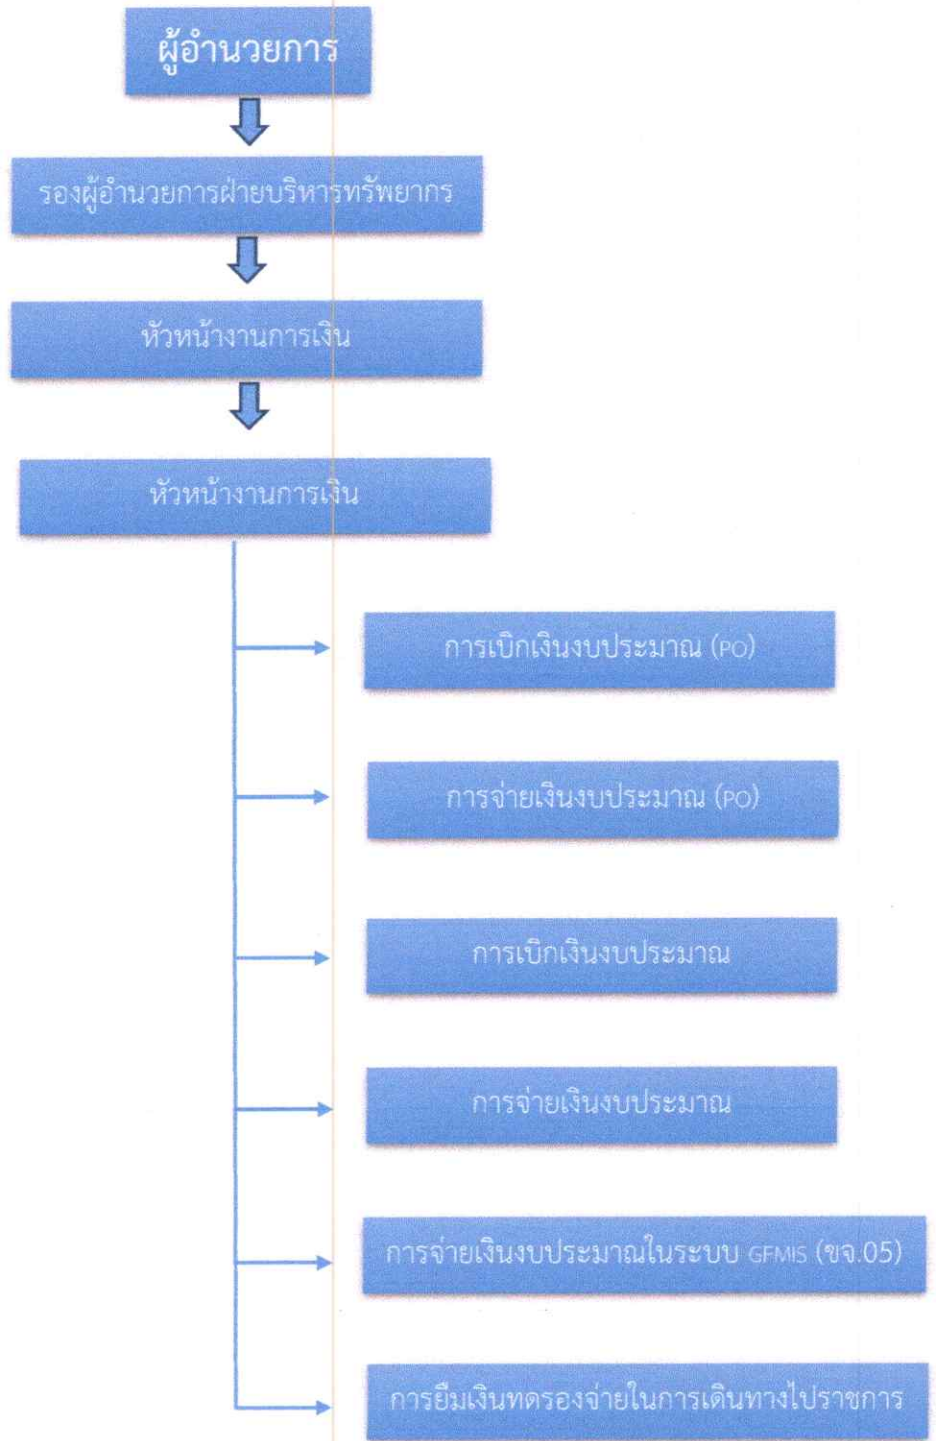 ผู้อำนวยการ
รองผู้อำนวยการฝ่ายบริหารทรัพยากร
หัวหน้างานการเงิน
หัวหน้างานการเงิน
การเบิกเงินงบประมาณ (PO)
การจ่ายเงินงบประมาณ (PO)
การเบิกเงินงบประมาณ
การจ่ายเงินงบประมาณ
การจ่ายเงินงบประมาณในระบบ GFMIS (ขจ.05)
การยืมเงินทดรองจ่ายในการเดินทางไปราชการ